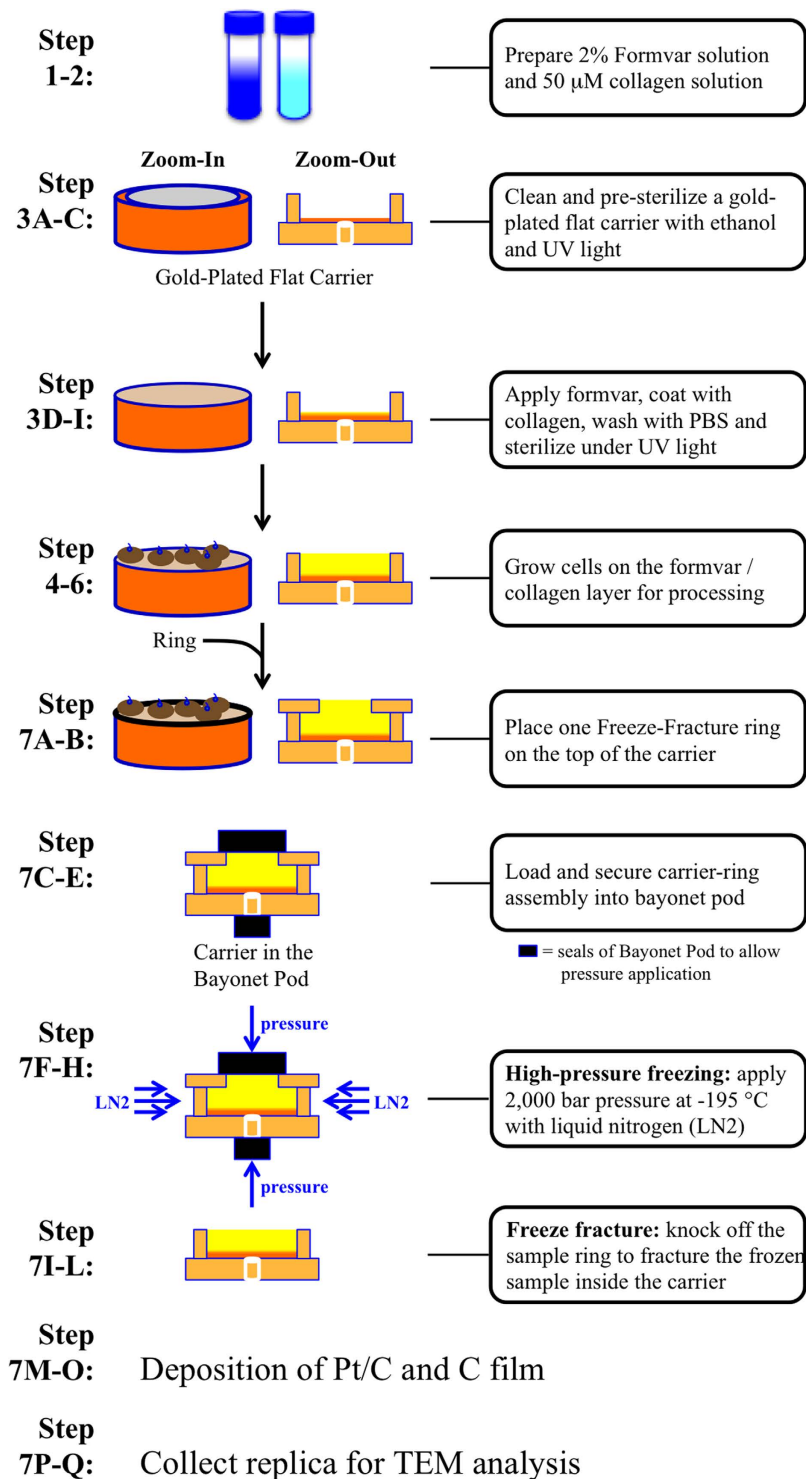 Step
1-2:
Prepare 2% Formvar solution
and 50 μM collagen solution
Zoom-In
Zoom-Out
Step
3A-C:
Clean and pre-sterilize a gold-
plated flat carrier with ethanol
and UV light
Gold-Plated Flat Carrier
Step
3D-I:
Apply formvar, coat with
collagen, wash with PBS and
sterilize under UV light
Step
4-6:
Grow cells on the formvar /
collagen layer for processing
Ring
Step
7A-B:
Place one Freeze-Fracture ring
on the top of the carrier
Step
7C-E:
Load and secure carrier-ring
assembly into bayonet pod
Carrier in the
Bayonet Pod
= seals of Bayonet Pod to allow
pressure application
Step
7F-H:
pressure
LN2
LN2
pressure
High-pressure freezing: apply
2,000 bar pressure at -195 °C
with liquid nitrogen (LN2)
Step
7I-L:
Freeze fracture: knock off the
sample ring to fracture the frozen
sample inside the carrier
Step
7M-O:
Deposition of Pt/C and C film
Step
7P-Q:
Collect replica for TEM analysis